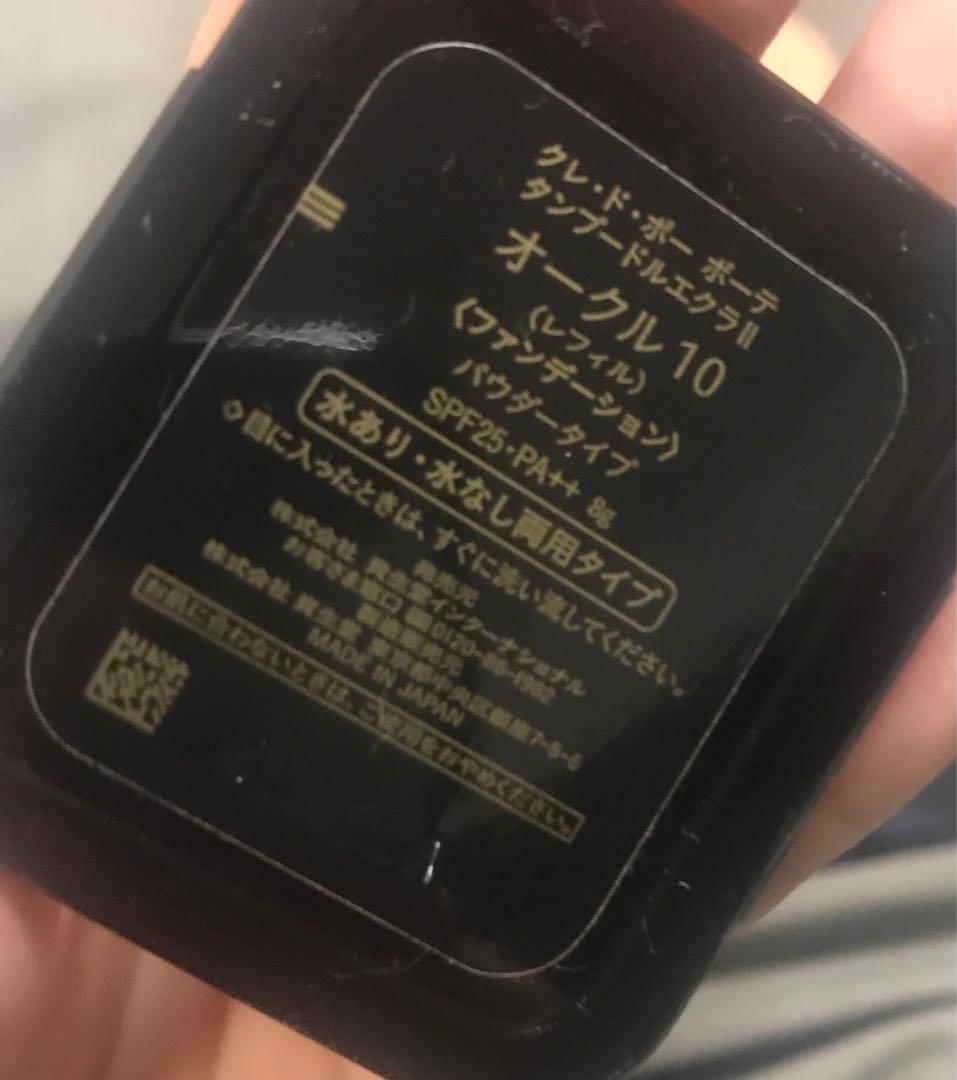 クレ・ド・ポー ボーテ
タンプードルエクラⅡ
オークル 10
(レフィル)
〈ファンデーション〉
パウダータイプ
SPF25・PA++ 8g
水あり・水なし両用タイプ
◇目に入ったときは、すぐに洗い流してください。
発売元
株式会社 資生堂インターナショナル
お客さま窓口 0120-86-1982
製造販売元
株式会社 資生堂 東京都中央区銀座7-5-5
MADE IN JAPAN
お肌に合わないときは、ご使用をおやめください。